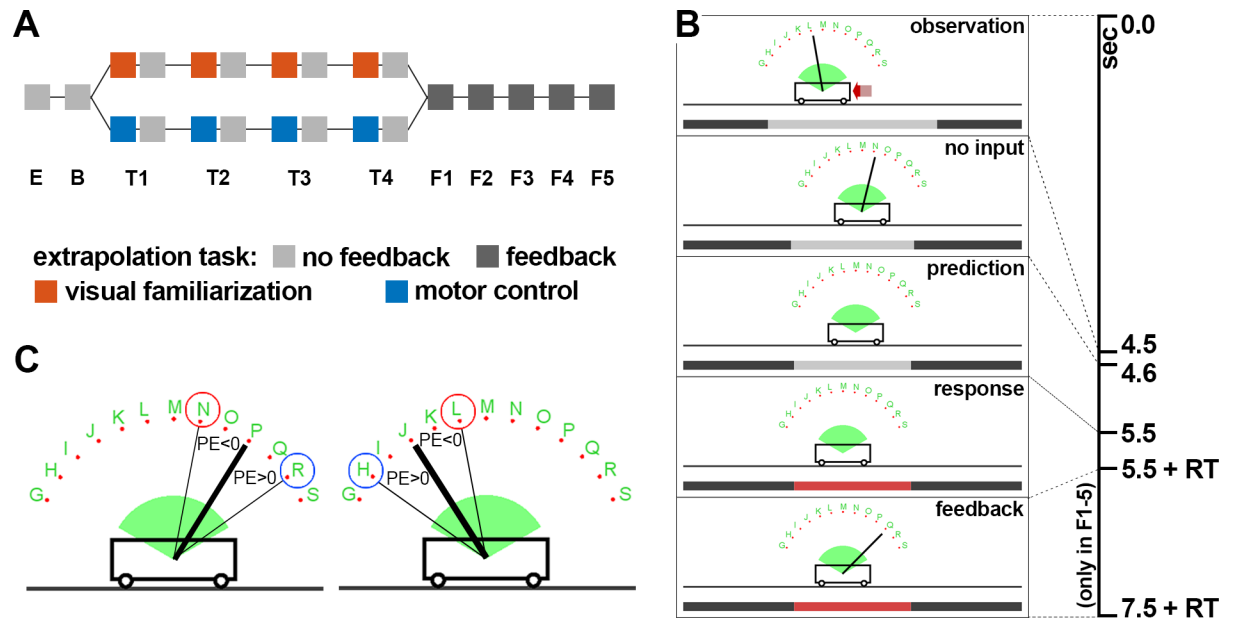 A
E B T1 T2 T3 T4 F1 F2 F3 F4 F5
extrapolation task: no feedback feedback
visual familiarization motor control
B
observation
G H I J K L M N O P Q R S
no input
G H I J K L M N O P Q R S
prediction
G H I J K L M N O P Q R S
response
G H I J K L M N O P Q R S
feedback
G H I J K L M N O P Q R S
sec
0.0
4.5
4.6
5.5
5.5 + RT
(only in F1-5)
7.5 + RT
C
G H I J K L M N O P Q R S
PE<0
PE>0
G H I J K L M N O P Q R S
PE<0
PE>0